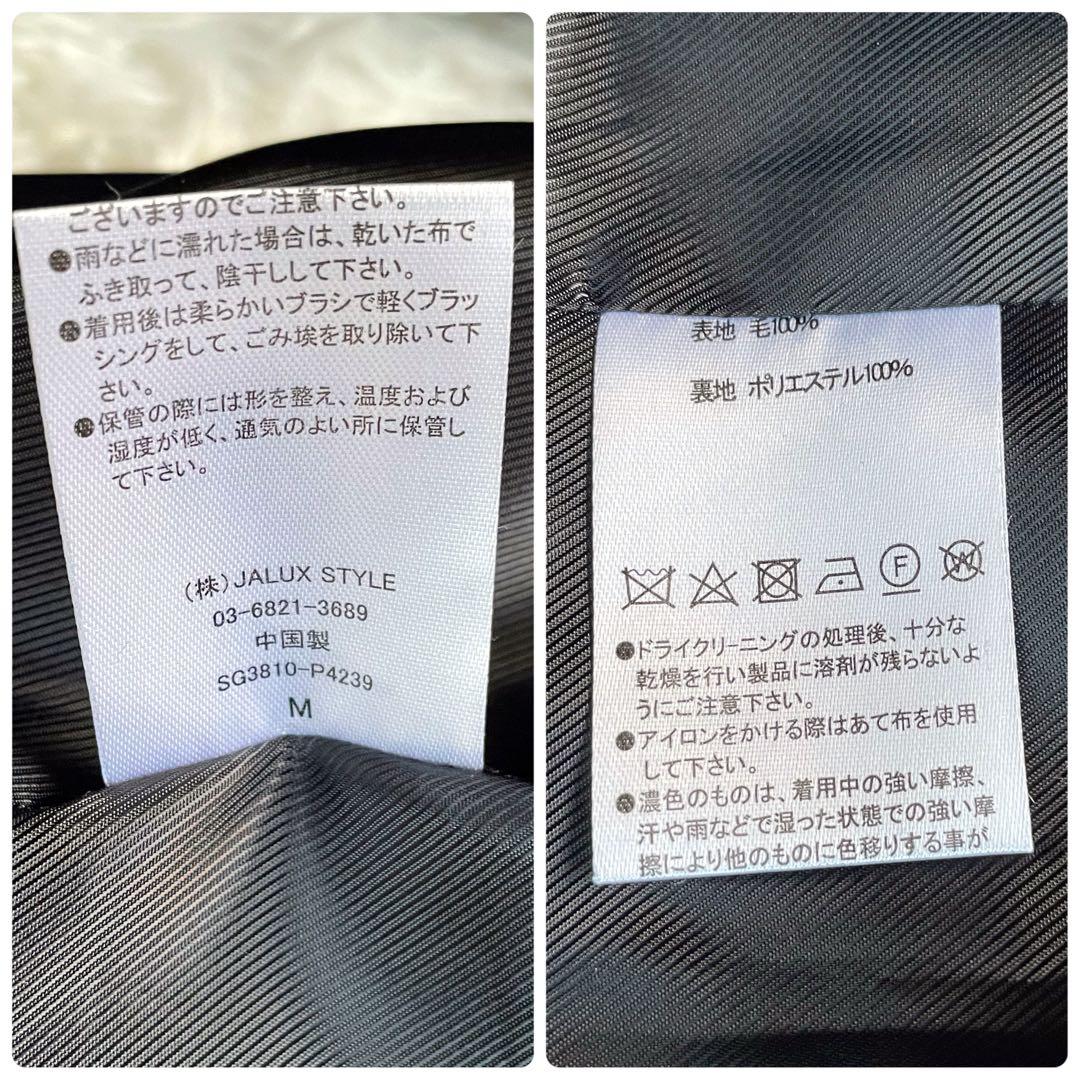 ございますのでご注意下さい。
●雨などに濡れた場合は、乾いた布で
ふき取って、陰干しして下さい。
●着用後は柔らかいブラシで軽くブラッ
シングをして、ごみ埃を取り除いて下
さい。
●保管の際には形を整え、温度および
湿度が低く、通気のよい所に保管し
て下さい。
(株)JALUX STYLE
03-6821-3689
中国製
SG3810-P4239
M
表地 毛100%
裏地 ポリエステル100%
F W
●ドライクリーニングの処理後、十分な
乾燥を行い製品に溶剤が残らないよ
うにご注意下さい。
●アイロンをかける際はあて布を使用
して下さい。
●濃色のものは、着用中の強い摩擦、
汗や雨などで湿った状態での強い摩
擦により他のものに色移りする事が